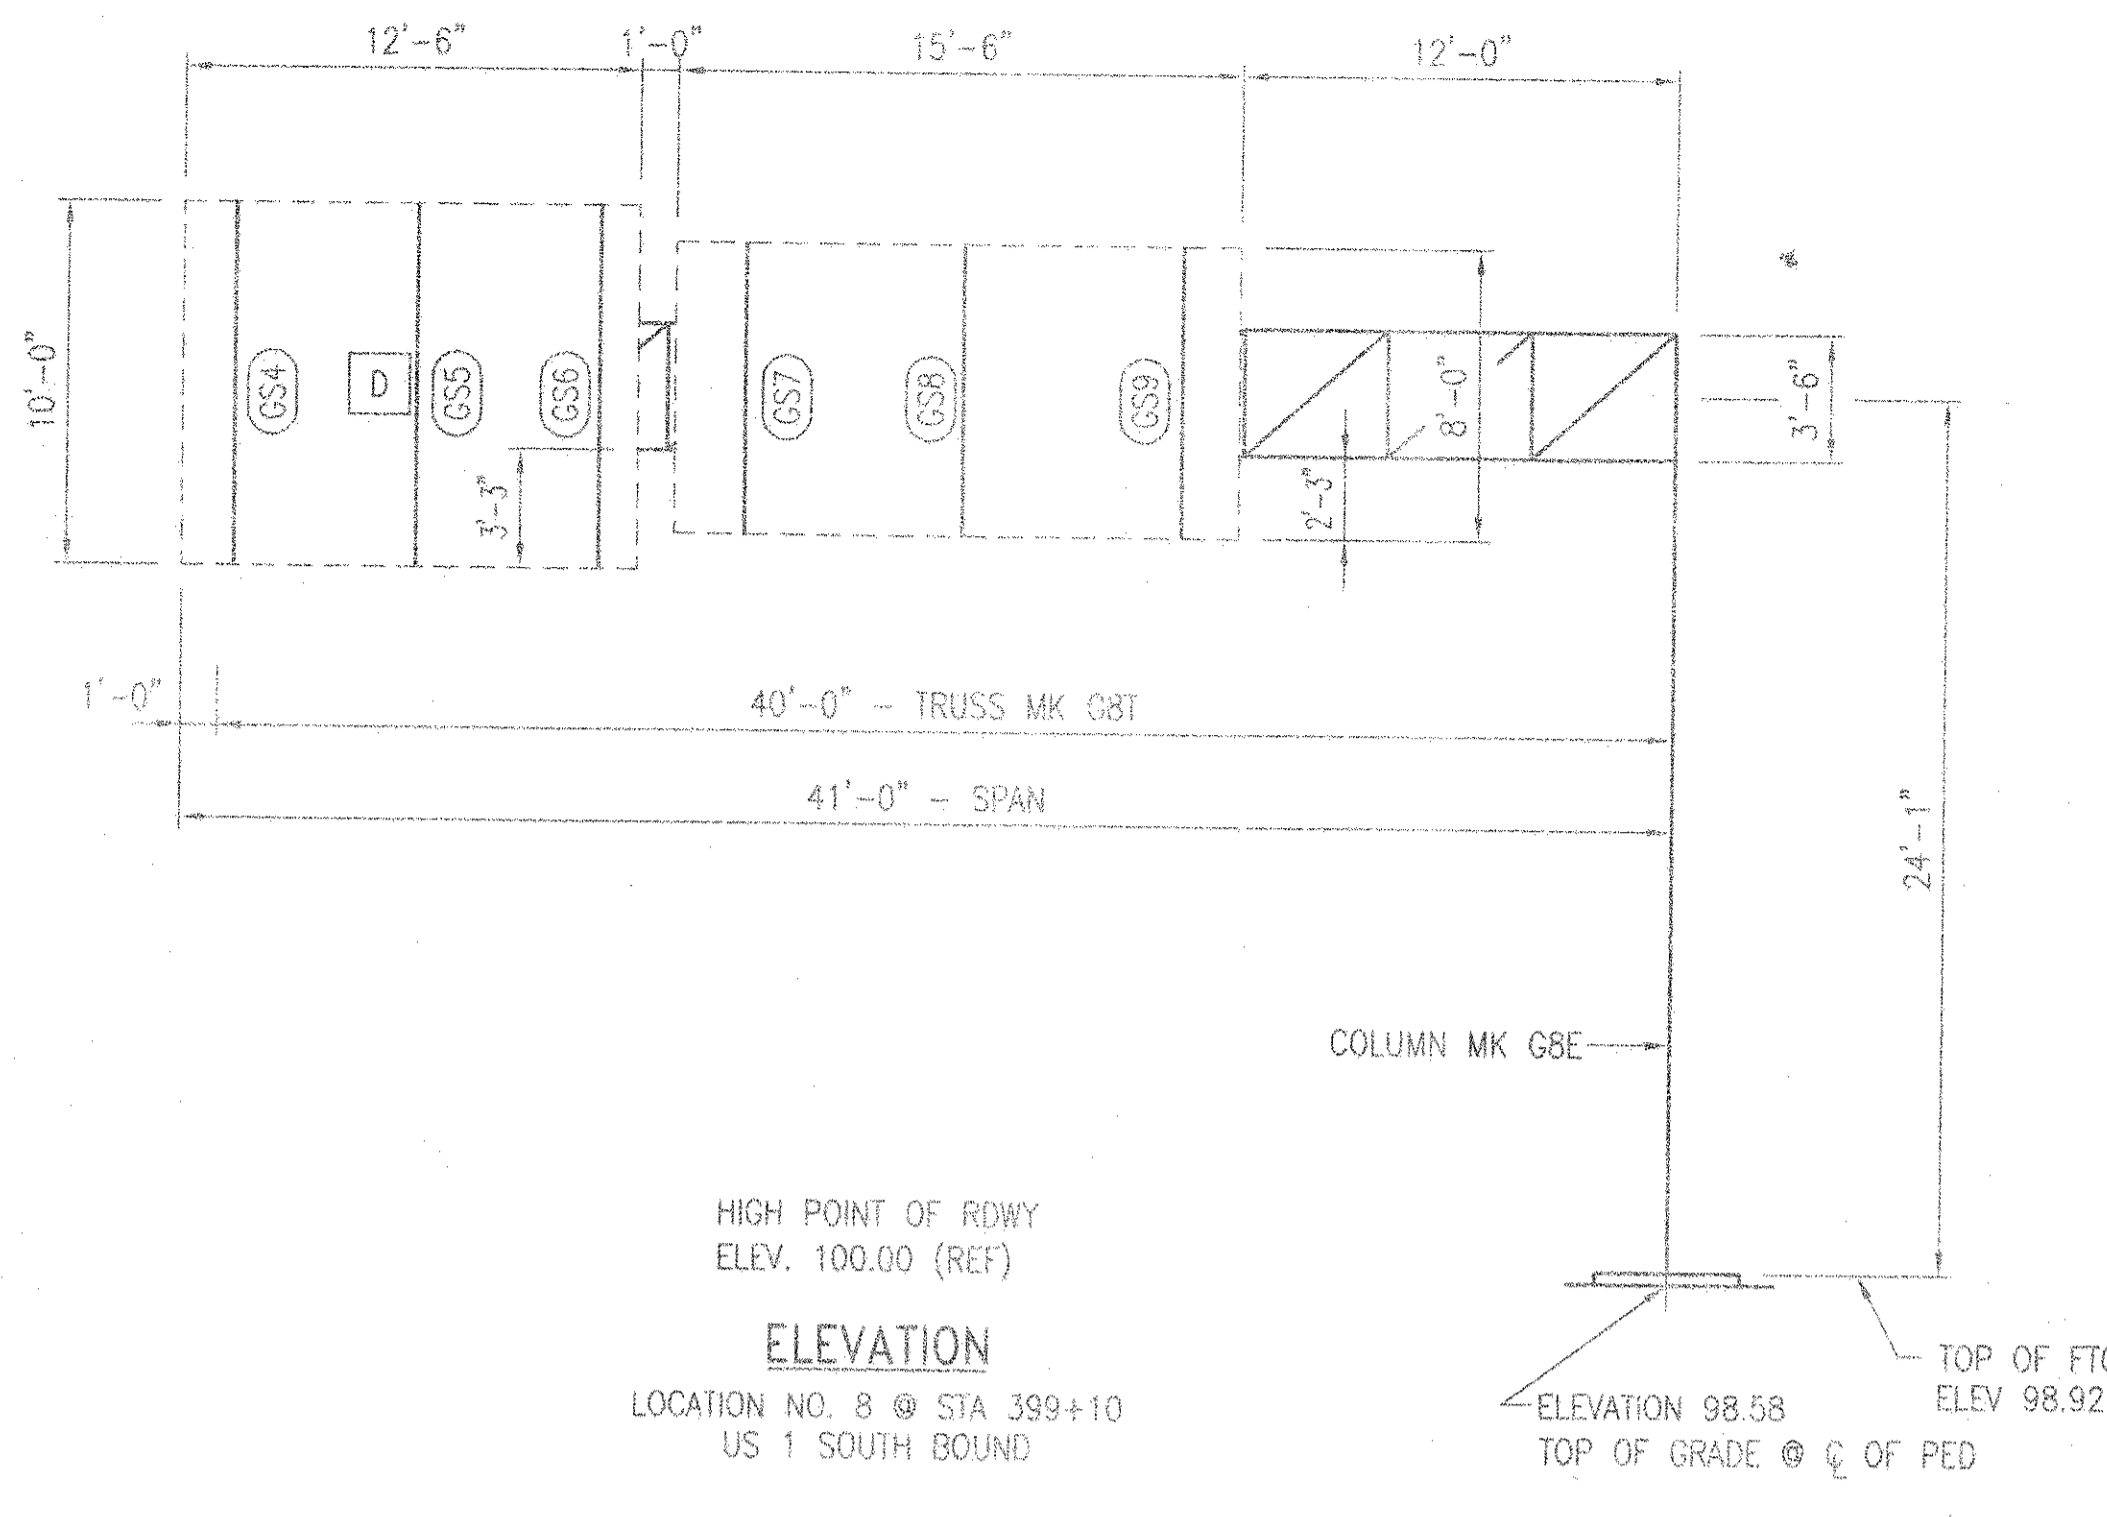 12'-6"
1'-0"
15'-6"
12'-0"
10'-0"
GS4
D
GS5
GS6
GS7
GS8
GS9
3'-3"
2'-3"
8'-0"
3'-6"
1'-0"
40'-0" - TRUSS MK G8T
41'-0" - SPAN
24'-1"
COLUMN MK G8E
HIGH POINT OF RDWY
ELEV. 100.00 (REF)
ELEVATION
LOCATION NO. 8 @ STA 399+10
US 1 SOUTH BOUND
TOP OF
ELEV 98.92
ELEVATION 98.58
TOP OF GRADE @ ℄ OF PED